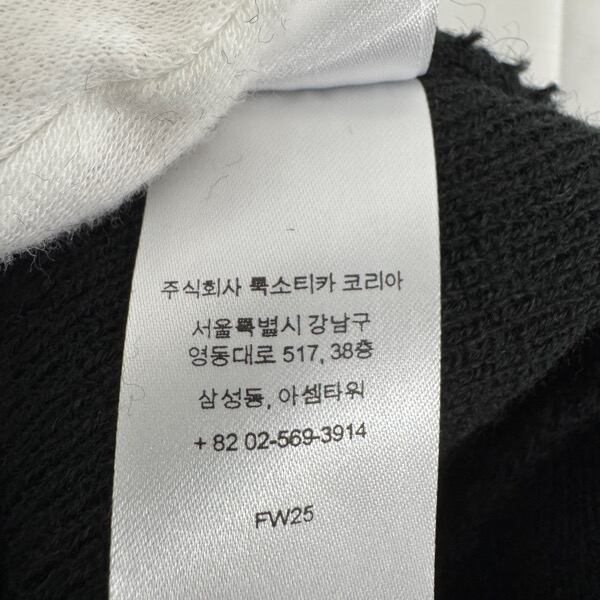 주식회사 룩소티카 코리아
서울특별시 강남구
영동대로 517, 38층
삼성동, 아셈타워
+ 82 02-569-3914
FW25